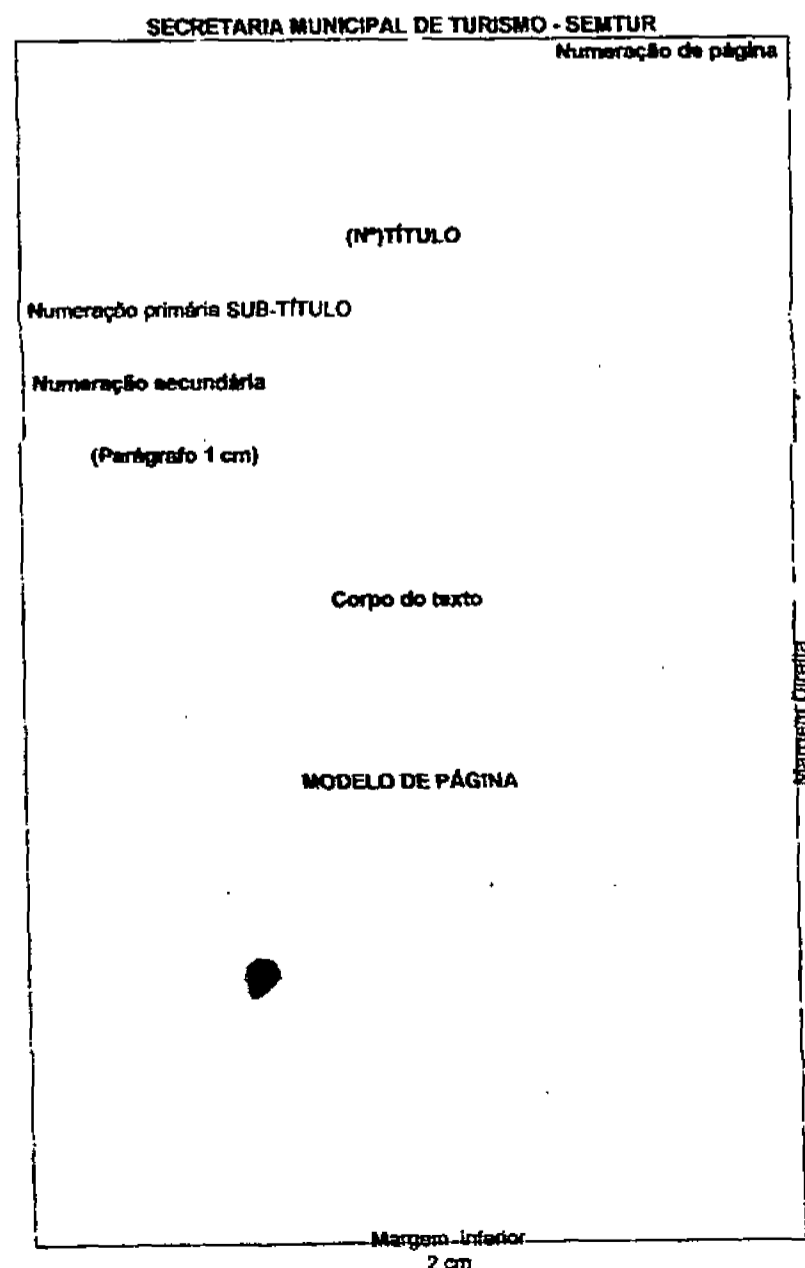 SECRETARIA MUNICIPAL DE TURISMO - SEMTUR
Numeração de página
(Nº)TÍTULO
Numeração primária SUB-TÍTULO
Numeração secundária
(Parágrafo 1 cm)
Corpo do texto
Margem Direita
MODELO DE PÁGINA
Margem inferior
2 cm